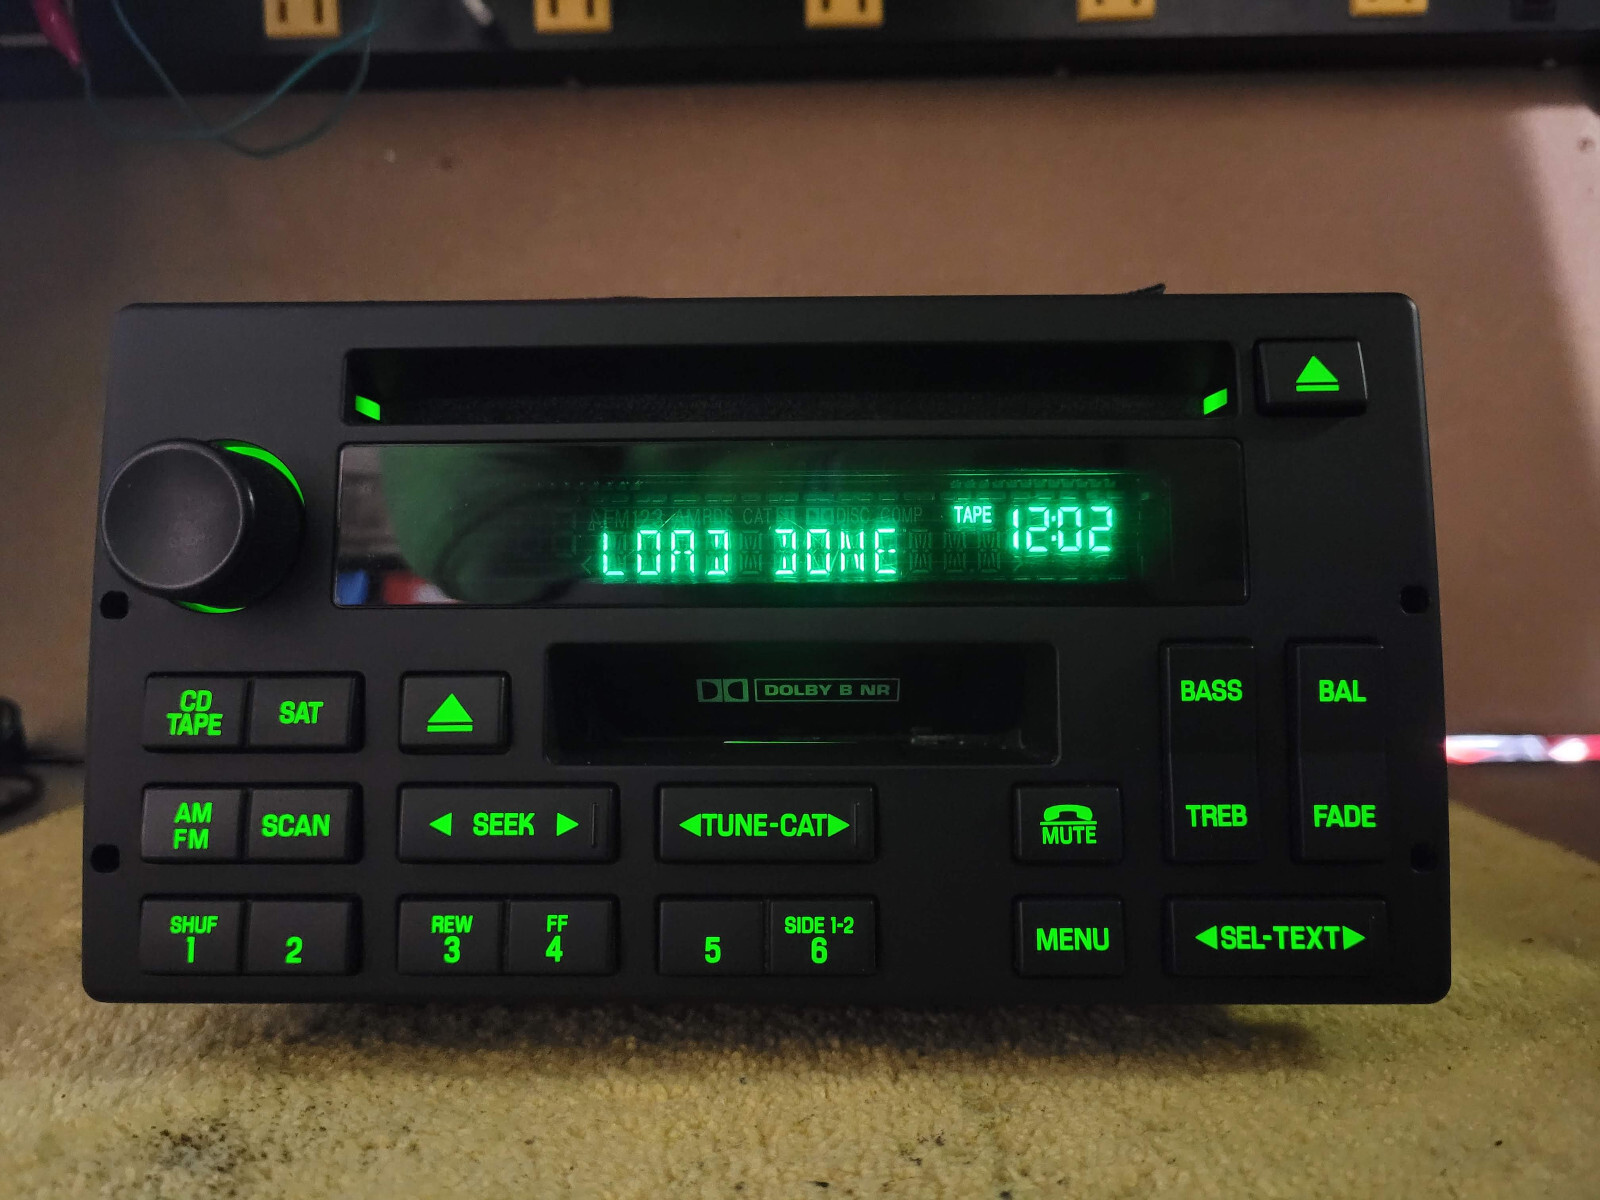 TAPE 12:02
LOAD DONE
DOLBY B NR
CD
TAPE
SAT
BASS
BAL
AM
FM
SCAN
◀ SEEK ▶
◀TUNE-CAT▶
MUTE
TREB
FADE
SHUF
1
2
REW
3
FF
4
5
SIDE 1-2
6
MENU
◀SEL-TEXT▶